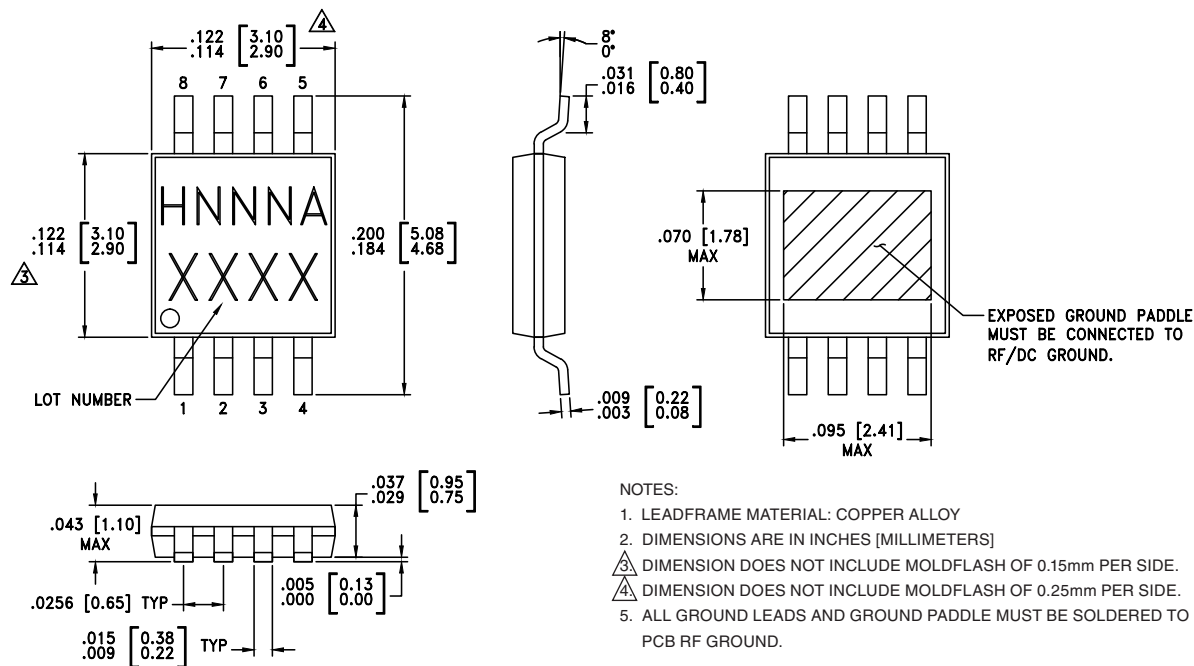 .122 [3.10]
.114 [2.90]
4
8 7 6 5
HNNNA
XXXX
.122 [3.10]
.114 [2.90]
3
.200 [5.08]
.184 [4.68]
LOT NUMBER
1 2 3 4
8°
0°
.031 [0.80]
.016 [0.40]
.009 [0.22]
.003 [0.08]
.070 [1.78]
MAX
EXPOSED GROUND PADDLE
MUST BE CONNECTED TO
RF/DC GROUND.
.095 [2.41]
MAX
.037 [0.95]
.029 [0.75]
.043 [1.10]
MAX
.005 [0.13]
.000 [0.00]
.0256 [0.65] TYP
.015 [0.38]
.009 [0.22] TYP
NOTES:
1. LEADFRAME MATERIAL: COPPER ALLOY
2. DIMENSIONS ARE IN INCHES [MILLIMETERS]
3. DIMENSION DOES NOT INCLUDE MOLDFLASH OF 0.15mm PER SIDE.
4. DIMENSION DOES NOT INCLUDE MOLDFLASH OF 0.25mm PER SIDE.
5. ALL GROUND LEADS AND GROUND PADDLE MUST BE SOLDERED TO
PCB RF GROUND.